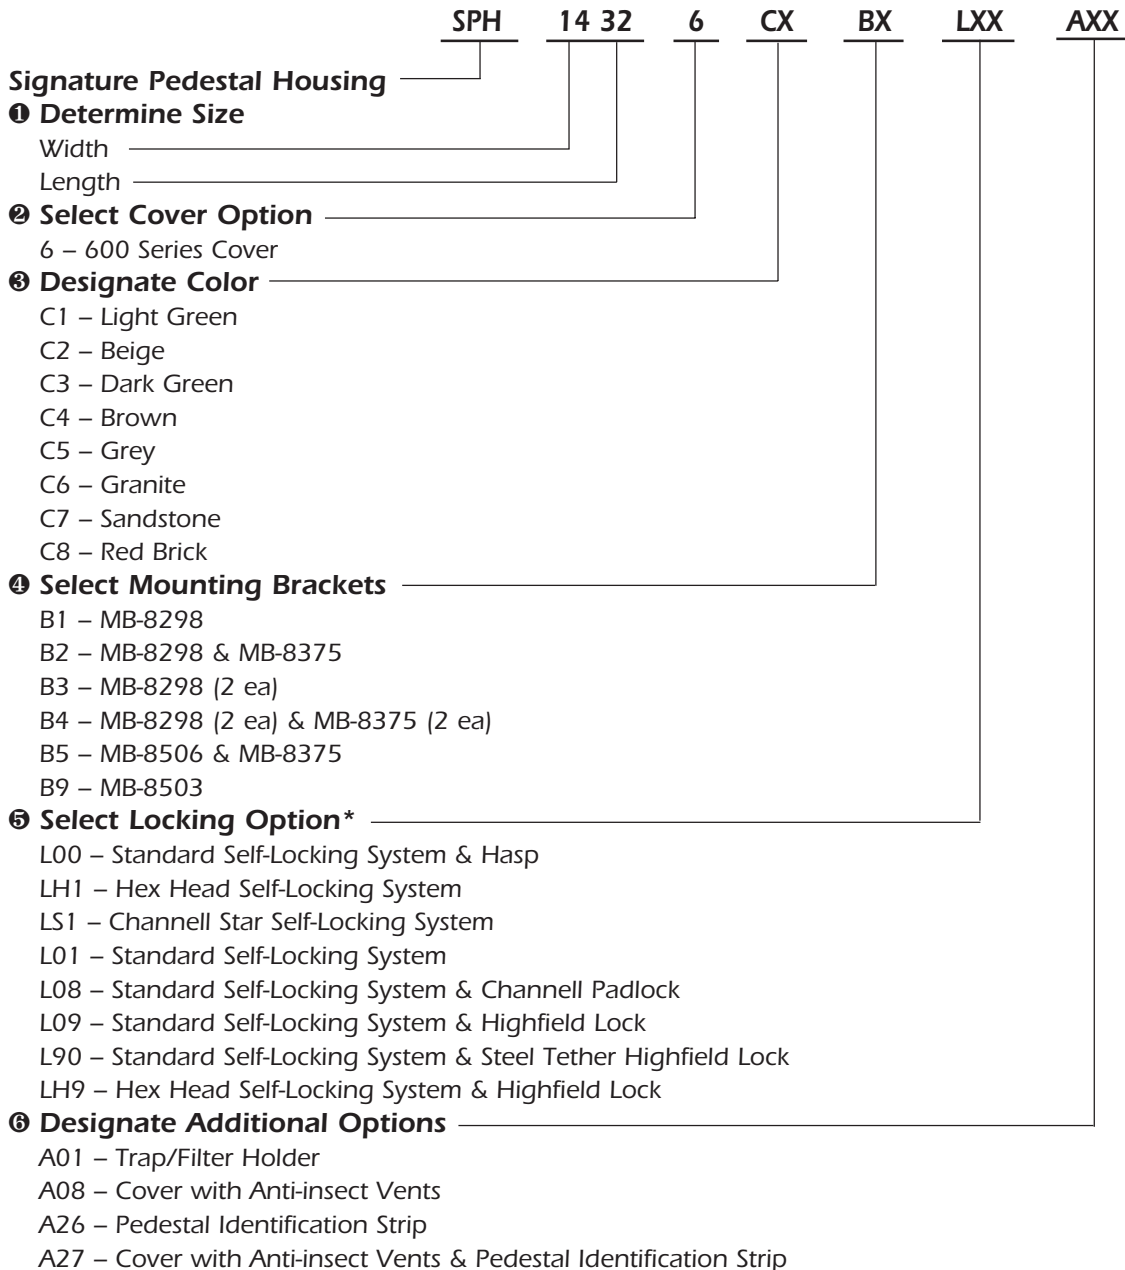 SPH 14 32 6 CX BX LXX AXX
Signature Pedestal Housing
❶ Determine Size
Width
Length
❷ Select Cover Option
6 – 600 Series Cover
❸ Designate Color
C1 – Light Green
C2 – Beige
C3 – Dark Green
C4 – Brown
C5 – Grey
C6 – Granite
C7 – Sandstone
C8 – Red Brick
❹ Select Mounting Brackets
B1 – MB-8298
B2 – MB-8298 & MB-8375
B3 – MB-8298 (2 ea)
B4 – MB-8298 (2 ea) & MB-8375 (2 ea)
B5 – MB-8506 & MB-8375
B9 – MB-8503
❺ Select Locking Option*
L00 – Standard Self-Locking System & Hasp
LH1 – Hex Head Self-Locking System
LS1 – Channell Star Self-Locking System
L01 – Standard Self-Locking System
L08 – Standard Self-Locking System & Channell Padlock
L09 – Standard Self-Locking System & Highfield Lock
L90 – Standard Self-Locking System & Steel Tether Highfield Lock
LH9 – Hex Head Self-Locking System & Highfield Lock
❻ Designate Additional Options
A01 – Trap/Filter Holder
A08 – Cover with Anti-insect Vents
A26 – Pedestal Identification Strip
A27 – Cover with Anti-insect Vents & Pedestal Identification Strip